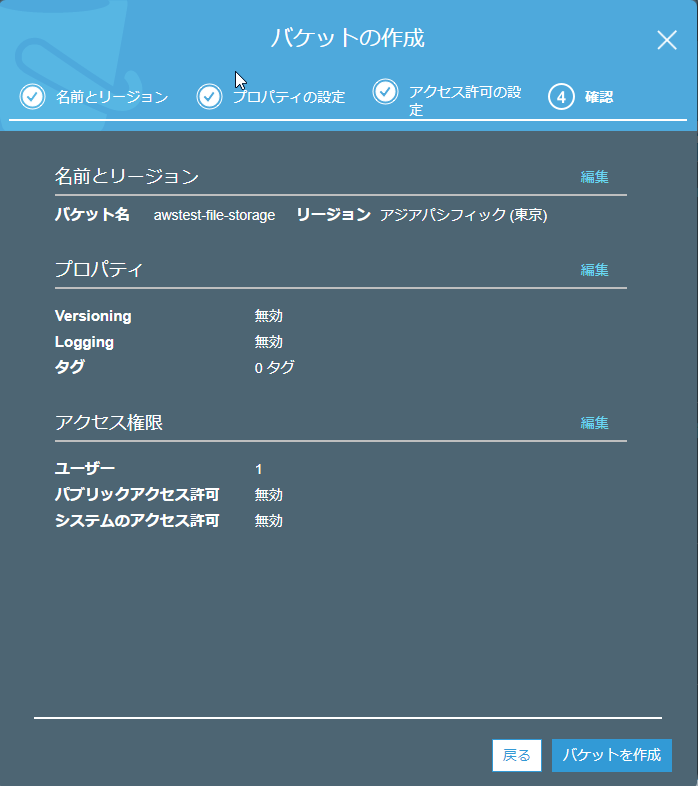 バケットの作成
名前とリージョン
プロパティの設定
アクセス許可の設
定
4 確認
名前とリージョン 編集
バケット名 awstest-file-storage リージョン アジアパシフィック (東京)
プロパティ 編集
Versioning 無効
Logging 無効
タグ 0 タグ
アクセス権限 編集
ユーザー 1
パブリックアクセス許可 無効
システムのアクセス許可 無効
戻る バケットを作成